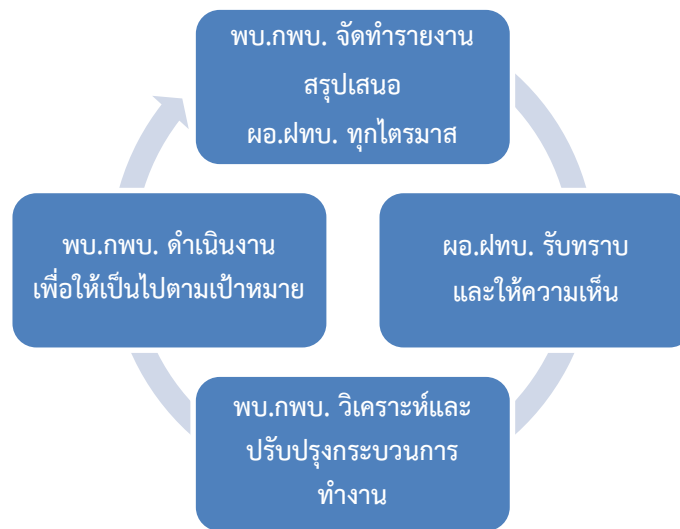 พบ.กพบ. จัดทำรายงาน
สรุปเสนอ
ผอ.ฝทบ. ทุกไตรมาส
ผอ.ฝทบ. รับทราบ
และให้ความเห็น
พบ.กพบ. วิเคราะห์และ
ปรับปรุงกระบวนการ
ทำงาน
พบ.กพบ. ดำเนินงาน
เพื่อให้เป็นไปตามเป้าหมาย